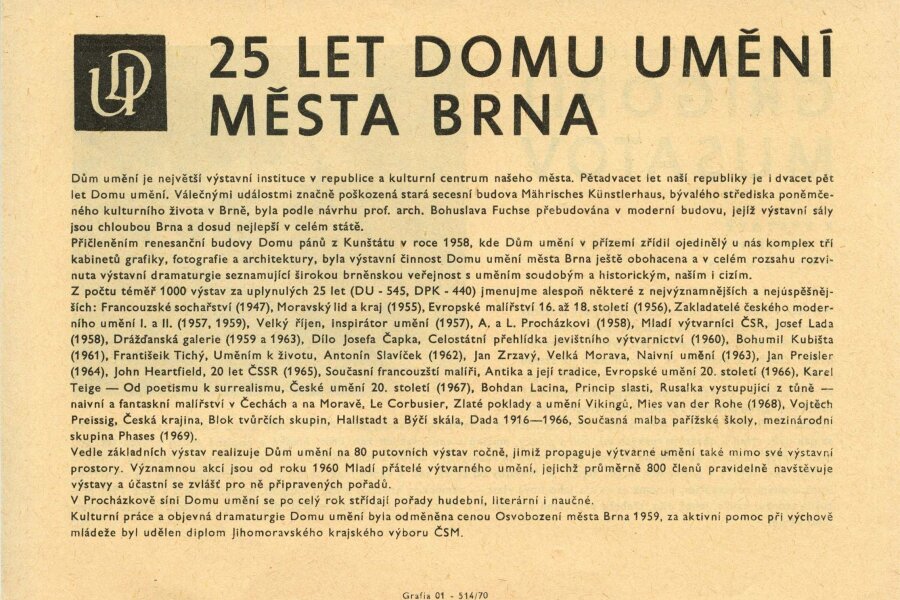 25 LET DOMU UMĚNÍ
MĚSTA BRNA
Dům umění je největší výstavní instituce v republice a kulturní centrum našeho města. Pětadvacet let naší republiky je i dvacet pět
let Domu umění. Válečnými událostmi značně poškozená stará secesní budova Mährisches Künstlerhaus, bývalého střediska poněmče-
ného kulturního života v Brně, byla podle návrhu prof. arch. Bohuslava Fuchse přebudována v moderní budovu, jejíž výstavní sály
jsou chloubou Brna a dosud nejlepší v celém státě.
Přičleněním renesanční budovy Domu pánů z Kunštátu v roce 1958, kde Dům umění v přízemí zřídil ojedinělý u nás komplex tří
kabinetů grafiky, fotografie a architektury, byla výstavní činnost Domu umění města Brna ještě obohacena a v celém rozsahu rozvi-
nuta výstavní dramaturgie seznamující širokou brněnskou veřejnost s uměním soudobým a historickým, naším i cizím.
Z počtu téměř 1000 výstav za uplynulých 25 let (DU - 545, DPK - 440) jmenujme alespoň některé z nejvýznamnějších a nejúspěšněj-
ších: Francouzské sochařství (1947), Moravský lid a kraj (1955), Evropské malířství 16. až 18. století (1956), Zakladatelé českého moder-
ního umění I. a II. (1957, 1959), Velký říjen, inspirátor umění (1957), A, a L. Procházkovi (1958), Mladí výtvarníci ČSR, Josef Lada
(1958), Drážďanská galerie (1959 a 1963), Dílo Josefa Čapka, Celostátní přehlídka jevištního výtvarnictví (1960), Bohumil Kubišta
(1961), Františeik Tichý, Uměním k životu, Antonín Slavíček (1962), Jan Zrzavý, Velká Morava, Naivní umění (1963), Jan Preisler
(1964), John Heartfield, 20 let ČSSR (1965), Současní francouzští malíři, Antika a její tradice, Evropské umění 20. století (1966), Karel
Teige — Od poetismu k surrealismu, České umění 20. století (1967), Bohdan Lacina, Princip slasti, Rusalka vystupující z tůně —
naivní a fantaskní malířství v Čechách a na Moravě, Le Corbusier, Zlaté poklady a umění Vikingů, Mies van der Rohe (1968), Vojtěch
Preissig, Česká krajina, Blok tvůrčích skupin, Hallstadt a Býčí skála, Dada 1916—1966, Současná malba pařížské školy, mezinárodní
skupina Phases (1969).
Vedle základních výstav realizuje Dům umění na 80 putovních výstav ročně, jimiž propaguje výtvarné umění také mimo své výstavní
prostory. Významnou akcí jsou od roku 1960 Mladí přátelé výtvarného umění, jejichž průměrně 800 členů pravidelně navštěvuje
výstavy a účastní se zvlášť pro ně připravených pořadů.
V Procházkově síni Domu umění se po celý rok střídají pořady hudební, literární i naučné.
Kulturní práce a objevná dramaturgie Domu umění byla odměněna cenou Osvobození města Brna 1959, za aktivní pomoc při výchově
mládeže byl udělen diplom Jihomoravského krajského výboru ČSM.
Grafia 01 - 514/70